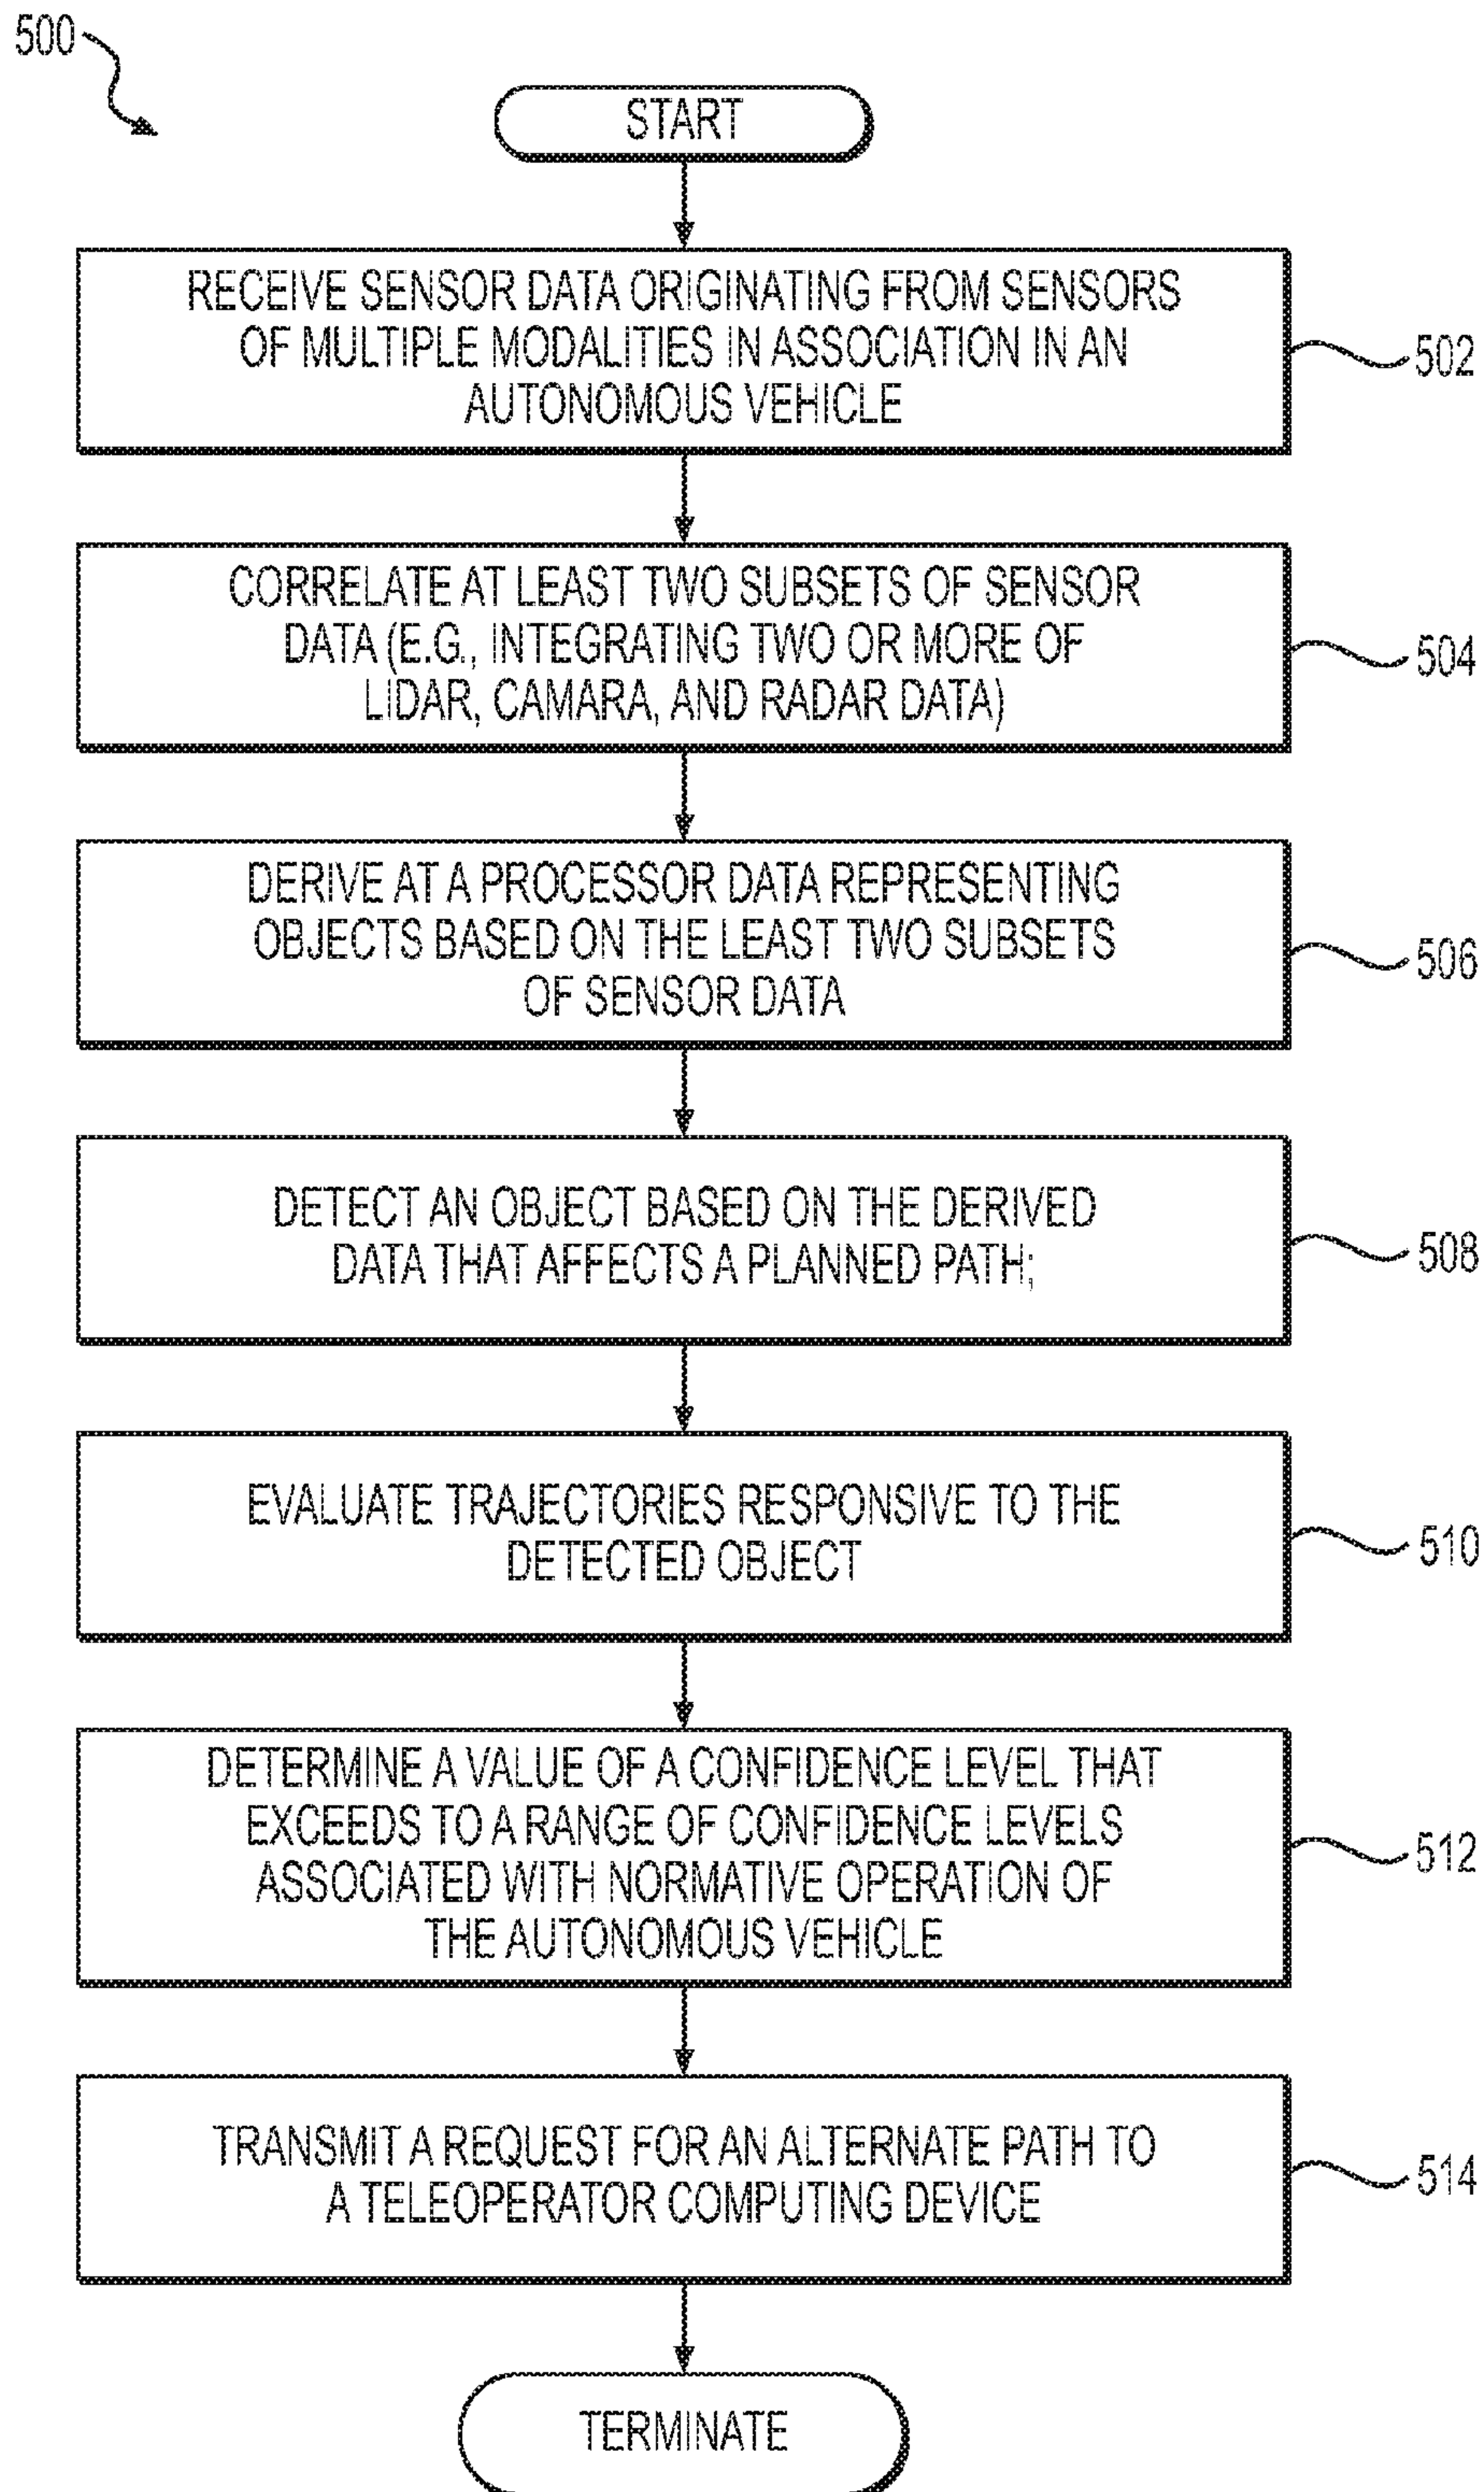 500
START
RECEIVE SENSOR DATA ORIGINATING FROM SENSORS
OF MULTIPLE MODALITIES IN ASSOCIATION IN AN
AUTONOMOUS VEHICLE
502
CORRELATE AT LEAST TWO SUBSETS OF SENSOR
DATA (E.G., INTEGRATING TWO OR MORE OF
LIDAR, CAMARA, AND RADAR DATA)
504
DERIVE AT A PROCESSOR DATA REPRESENTING
OBJECTS BASED ON THE LEAST TWO SUBSETS
OF SENSOR DATA
506
DETECT AN OBJECT BASED ON THE DERIVED
DATA THAT AFFECTS A PLANNED PATH;
508
EVALUATE TRAJECTORIES RESPONSIVE TO THE
DETECTED OBJECT
510
DETERMINE A VALUE OF A CONFIDENCE LEVEL THAT
EXCEEDS TO A RANGE OF CONFIDENCE LEVELS
ASSOCIATED WITH NORMATIVE OPERATION OF
THE AUTONOMOUS VEHICLE
512
TRANSMIT A REQUEST FOR AN ALTERNATE PATH TO
A TELEOPERATOR COMPUTING DEVICE
514
TERMINATE